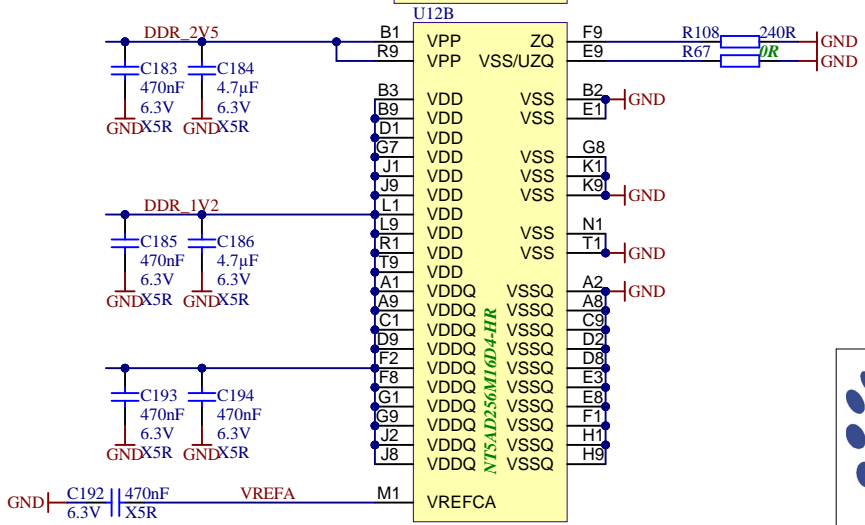 U12B
DDR_2V5 B1 VPP ZQ F9 R108 240R GND
R9 VPP VSS/UZQ E9 R67 0R GND
C183 C184
470nF 4.7µF
6.3V 6.3V
GND X5R GND X5R
B3 VDD VSS B2 GND
B9 VDD VSS E1
D1 VDD
G7 VDD VSS G8
J1 VDD VSS K1
J9 VDD VSS K9 GND
DDR_1V2 L1 VDD
L9 VDD VSS N1
R1 VDD VSS T1 GND
T9 VDD
C185 C186
470nF 4.7µF
6.3V 6.3V
GND X5R GND X5R
A1 VDDQ VSSQ A2 GND
A9 VDDQ VSSQ A8
C1 VDDQ VSSQ C9
D9 VDDQ VSSQ D2
F2 VDDQ VSSQ D8
F8 VDDQ VSSQ E3
G1 VDDQ VSSQ E8
G9 VDDQ VSSQ F1
J2 VDDQ VSSQ H1
J8 VDDQ VSSQ H9
NT5AD256M16D4-HR
C193 C194
470nF 470nF
6.3V 6.3V
GND X5R GND X5R
GND C192 470nF VREFA M1 VREFCA
6.3V X5R